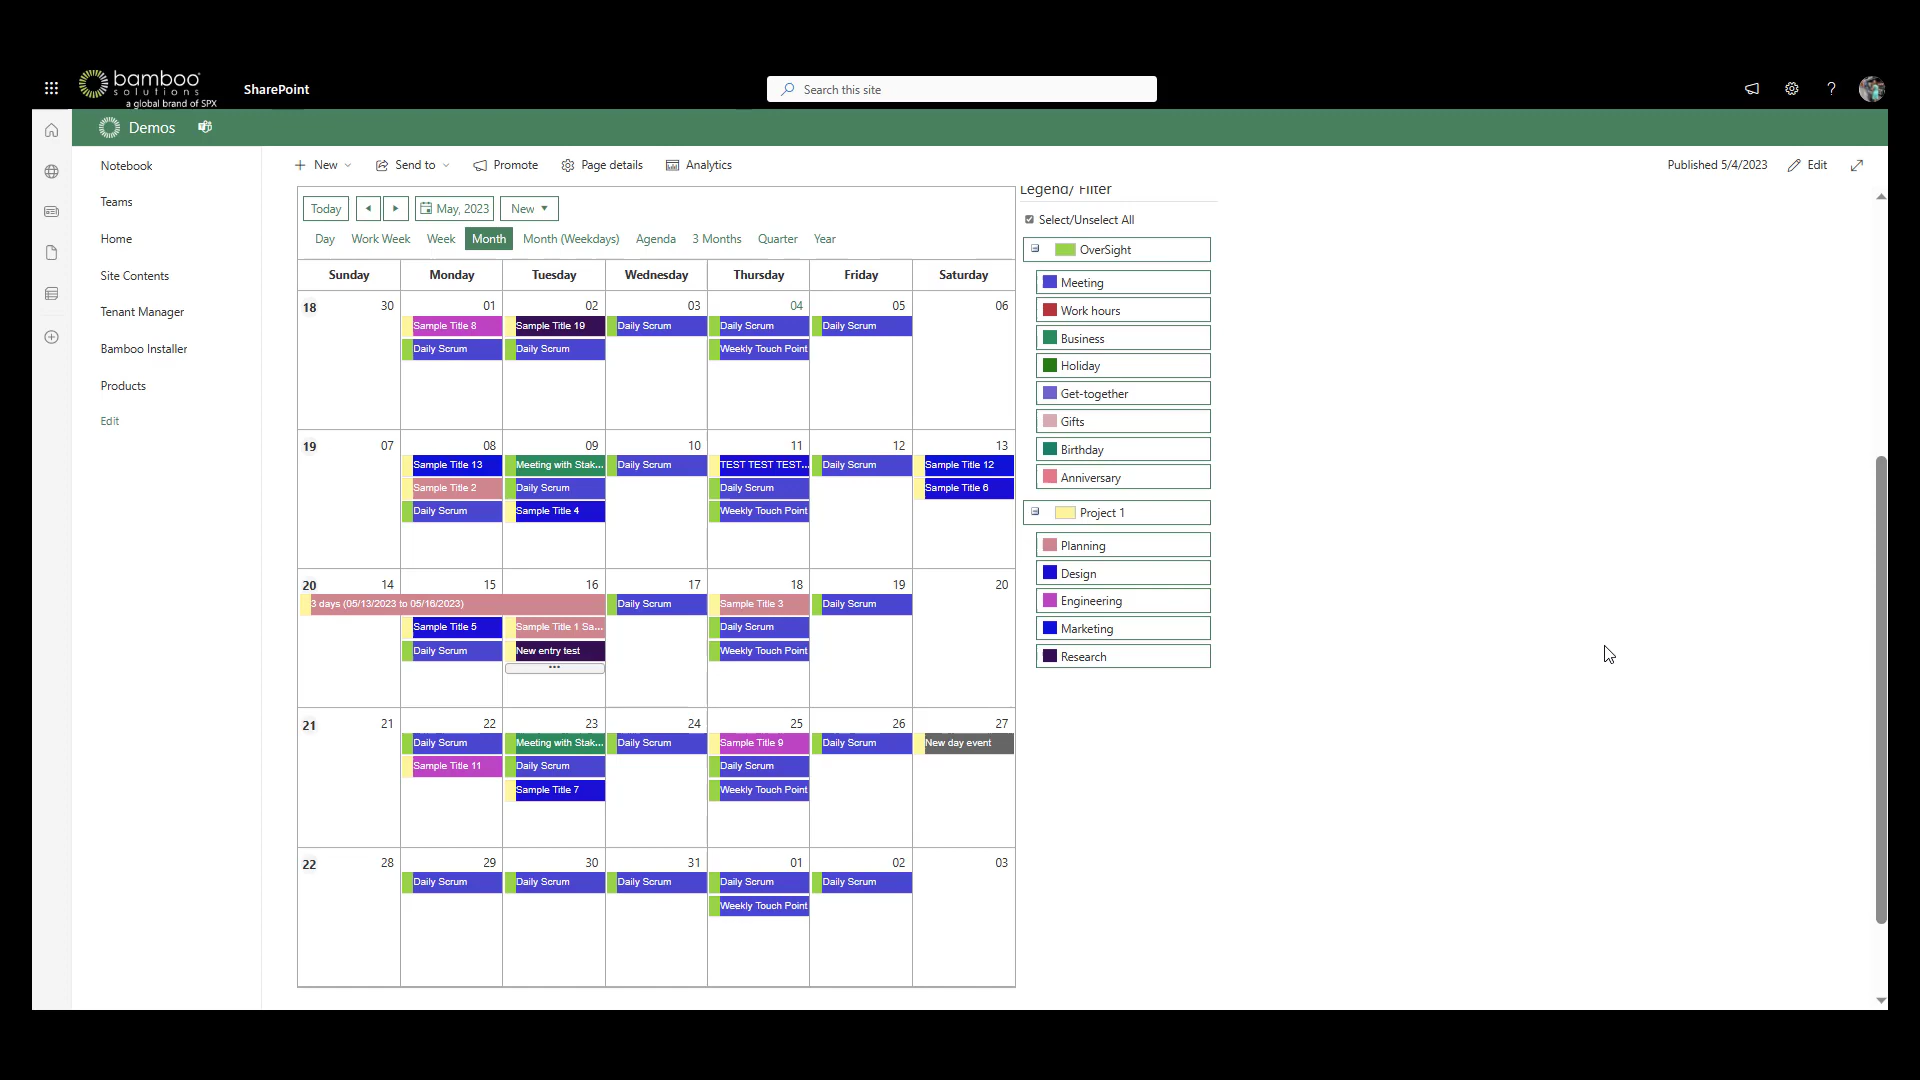 bamboo
solutions
a global brand of SPX
SharePoint
Search this site
?
Demos
Notebook
Teams
Home
Site Contents
Tenant Manager
Bamboo Installer
Products
Edit
New
Send to
Promote
Page details
Analytics
Published 5/4/2023
Edit
Today
May, 2023
New
Day Work Week Week Month Month (Weekdays) Agenda 3 Months Quarter Year
Sunday Monday Tuesday Wednesday Thursday Friday Saturday
18 30 01 02 03 04 05 06
Sample Title 8 Sample Title 19 Daily Scrum Daily Scrum Daily Scrum
Daily Scrum Daily Scrum Weekly Touch Point
19 07 08 09 10 11 12 13
Sample Title 13 Meeting with Stak... Daily Scrum TEST TEST TEST... Daily Scrum Sample Title 12
Sample Title 2 Daily Scrum Daily Scrum Sample Title 6
Daily Scrum Sample Title 4 Weekly Touch Point
20 14 15 16 17 18 19 20
3 days (05/13/2023 to 05/16/2023) Daily Scrum Sample Title 3 Daily Scrum
Sample Title 5 Sample Title 1 Sa... Daily Scrum
Daily Scrum New entry test Weekly Touch Point
•••
21 21 22 23 24 25 26 27
Daily Scrum Meeting with Stak... Daily Scrum Sample Title 9 Daily Scrum New day event
Sample Title 11 Daily Scrum Daily Scrum
Sample Title 7 Weekly Touch Point
22 28 29 30 31 01 02 03
Daily Scrum Daily Scrum Daily Scrum Daily Scrum Daily Scrum
Weekly Touch Point
Legend/ Filter
Select/Unselect All
OverSight
Meeting
Work hours
Business
Holiday
Get-together
Gifts
Birthday
Anniversary
Project 1
Planning
Design
Engineering
Marketing
Research